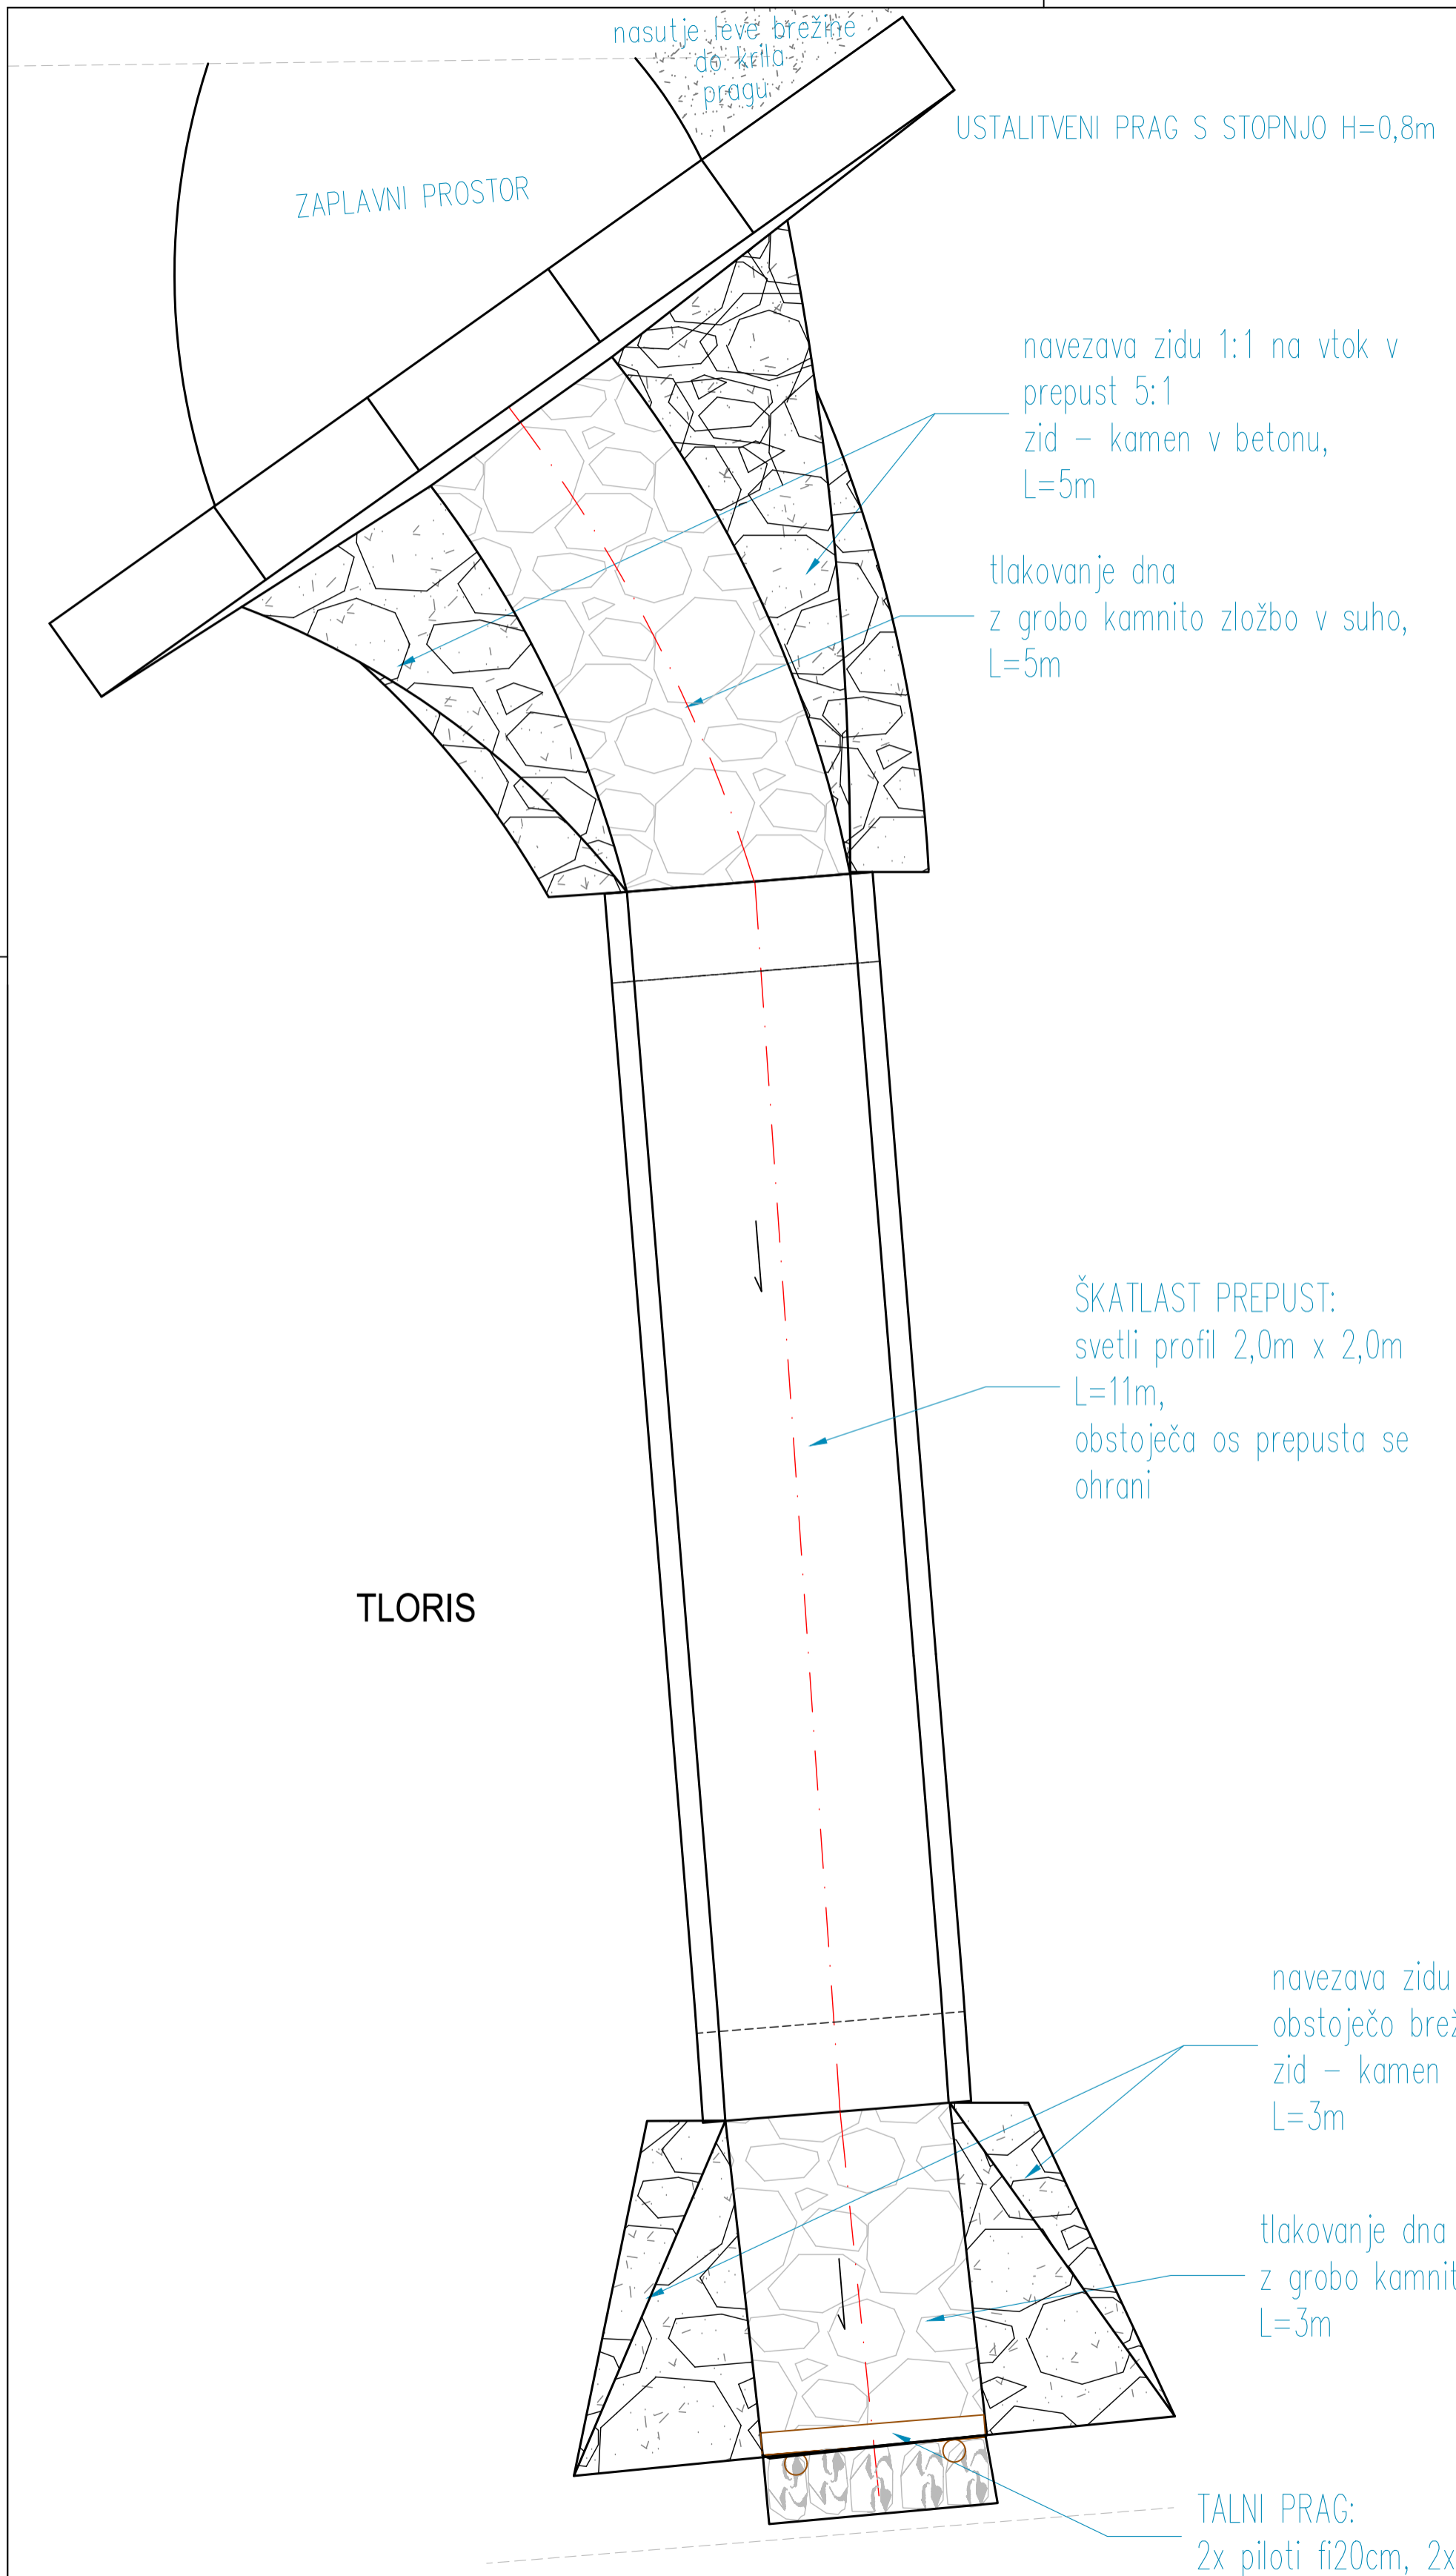 nasutje leve brežine
do krila
pragu
USTALITVENI PRAG S STOPNJO H=0,8m
ZAPLAVNI PROSTOR
navezava zidu 1:1 na vtok v
prepust 5:1
zid – kamen v betonu,
L=5m
tlakovanje dna
z grobo kamnito zložbo v suho,
L=5m
ŠKATLAST PREPUST:
svetli profil 2,0m x 2,0m
L=11m,
obstoječa os prepusta se
ohrani
TLORIS
navezava zidu
obstoječo
zid – kamen
L=3m
tlakovanje dna
z grobo
L=3m
TALNI PRAG:
2x piloti fi20cm, 2x